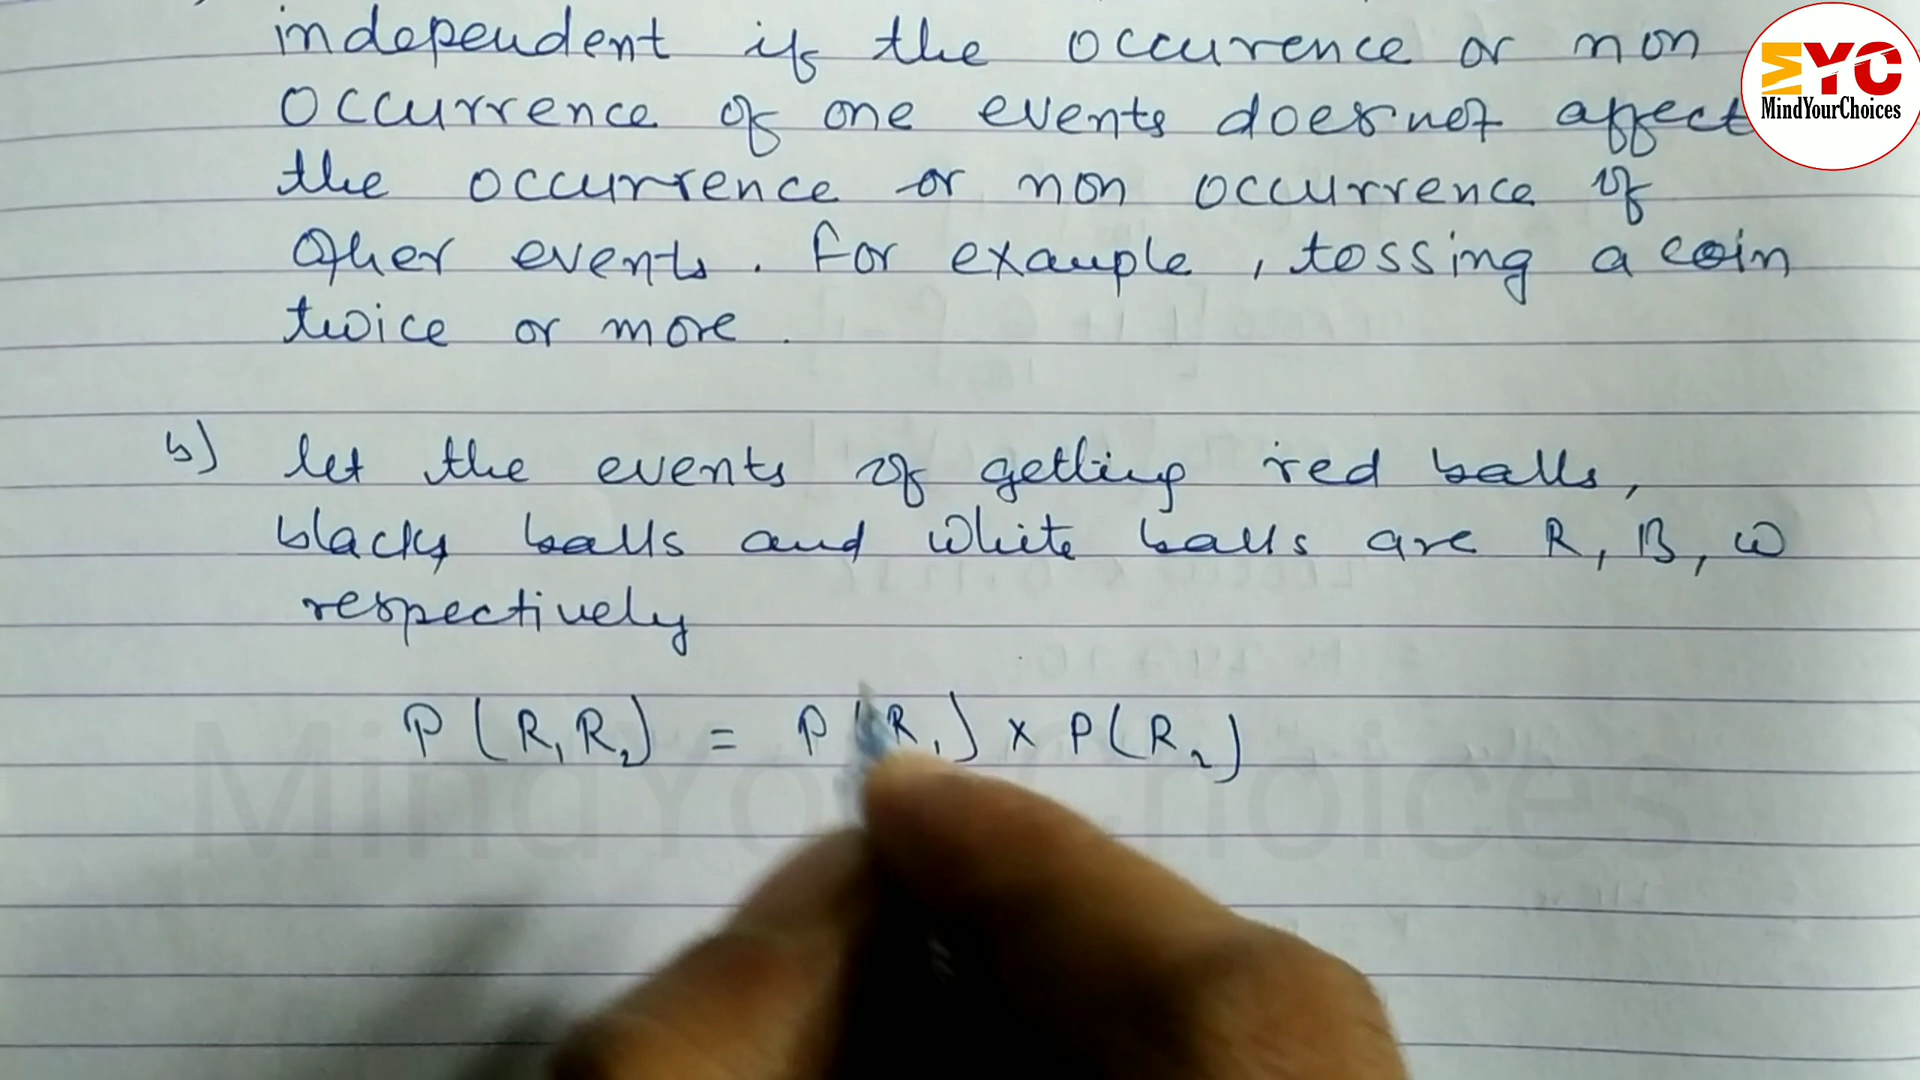 independent if the occurence or non
occurrence of one events doesnot affect
the occurrence or non occurrence of
other events. For example, tossing a coin
twice or more.
b) let the events of getting red balls,
black balls and white balls are R, B, W
respectively
P(R₁R₂) = P(R₁) × P(R₂)
MYC
MindYourChoices
MindYourChoices